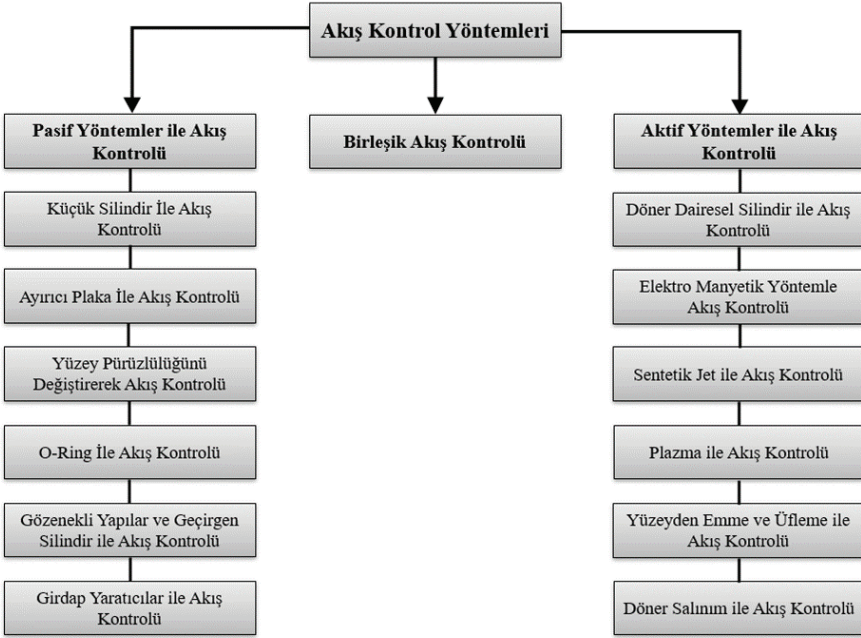 Akış Kontrol Yöntemleri
Pasif Yöntemler ile Akış
Kontrolü
Küçük Silindir İle Akış
Kontrolü
Ayırıcı Plaka İle Akış Kontrolü
Yüzey Pürüzlülüğünü
Değiştirerek Akış Kontrolü
O-Ring İle Akış Kontrolü
Gözenekli Yapılar ve Geçirgen
Silindir ile Akış Kontrolü
Girdap Yaratıcılar ile Akış
Kontrolü
Birleşik Akış Kontrolü
Aktif Yöntemler ile Akış
Kontrolü
Döner Dairesel Silindir ile Akış
Kontrolü
Elektro Manyetik Yöntemle
Akış Kontrolü
Sentetik Jet ile Akış Kontrolü
Plazma ile Akış Kontrolü
Yüzeyden Emme ve Üfleme ile
Akış Kontrolü
Döner Salınım ile Akış Kontrolü